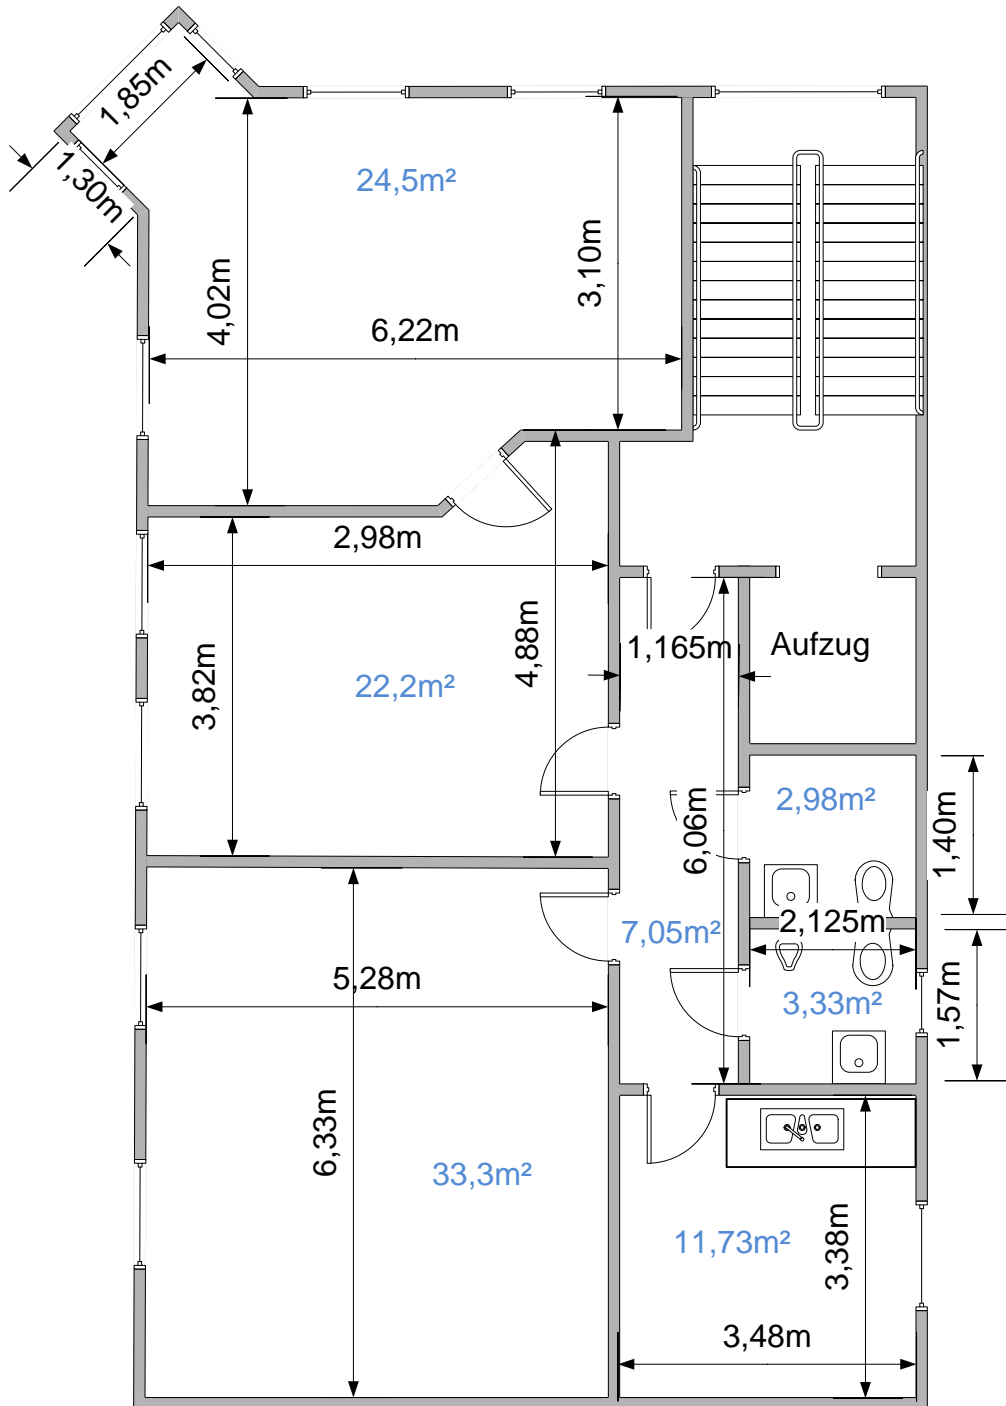 1,85m
1,30m
24,5m²
4,02m
3,10m
6,22m
2,98m
3,82m
4,88m
22,2m²
1,165m
Aufzug
6,06m
2,98m²
1,40m
7,05m²
2,125m
3,33m²
1,57m
5,28m
6,33m
33,3m²
11,73m²
3,38m
3,48m